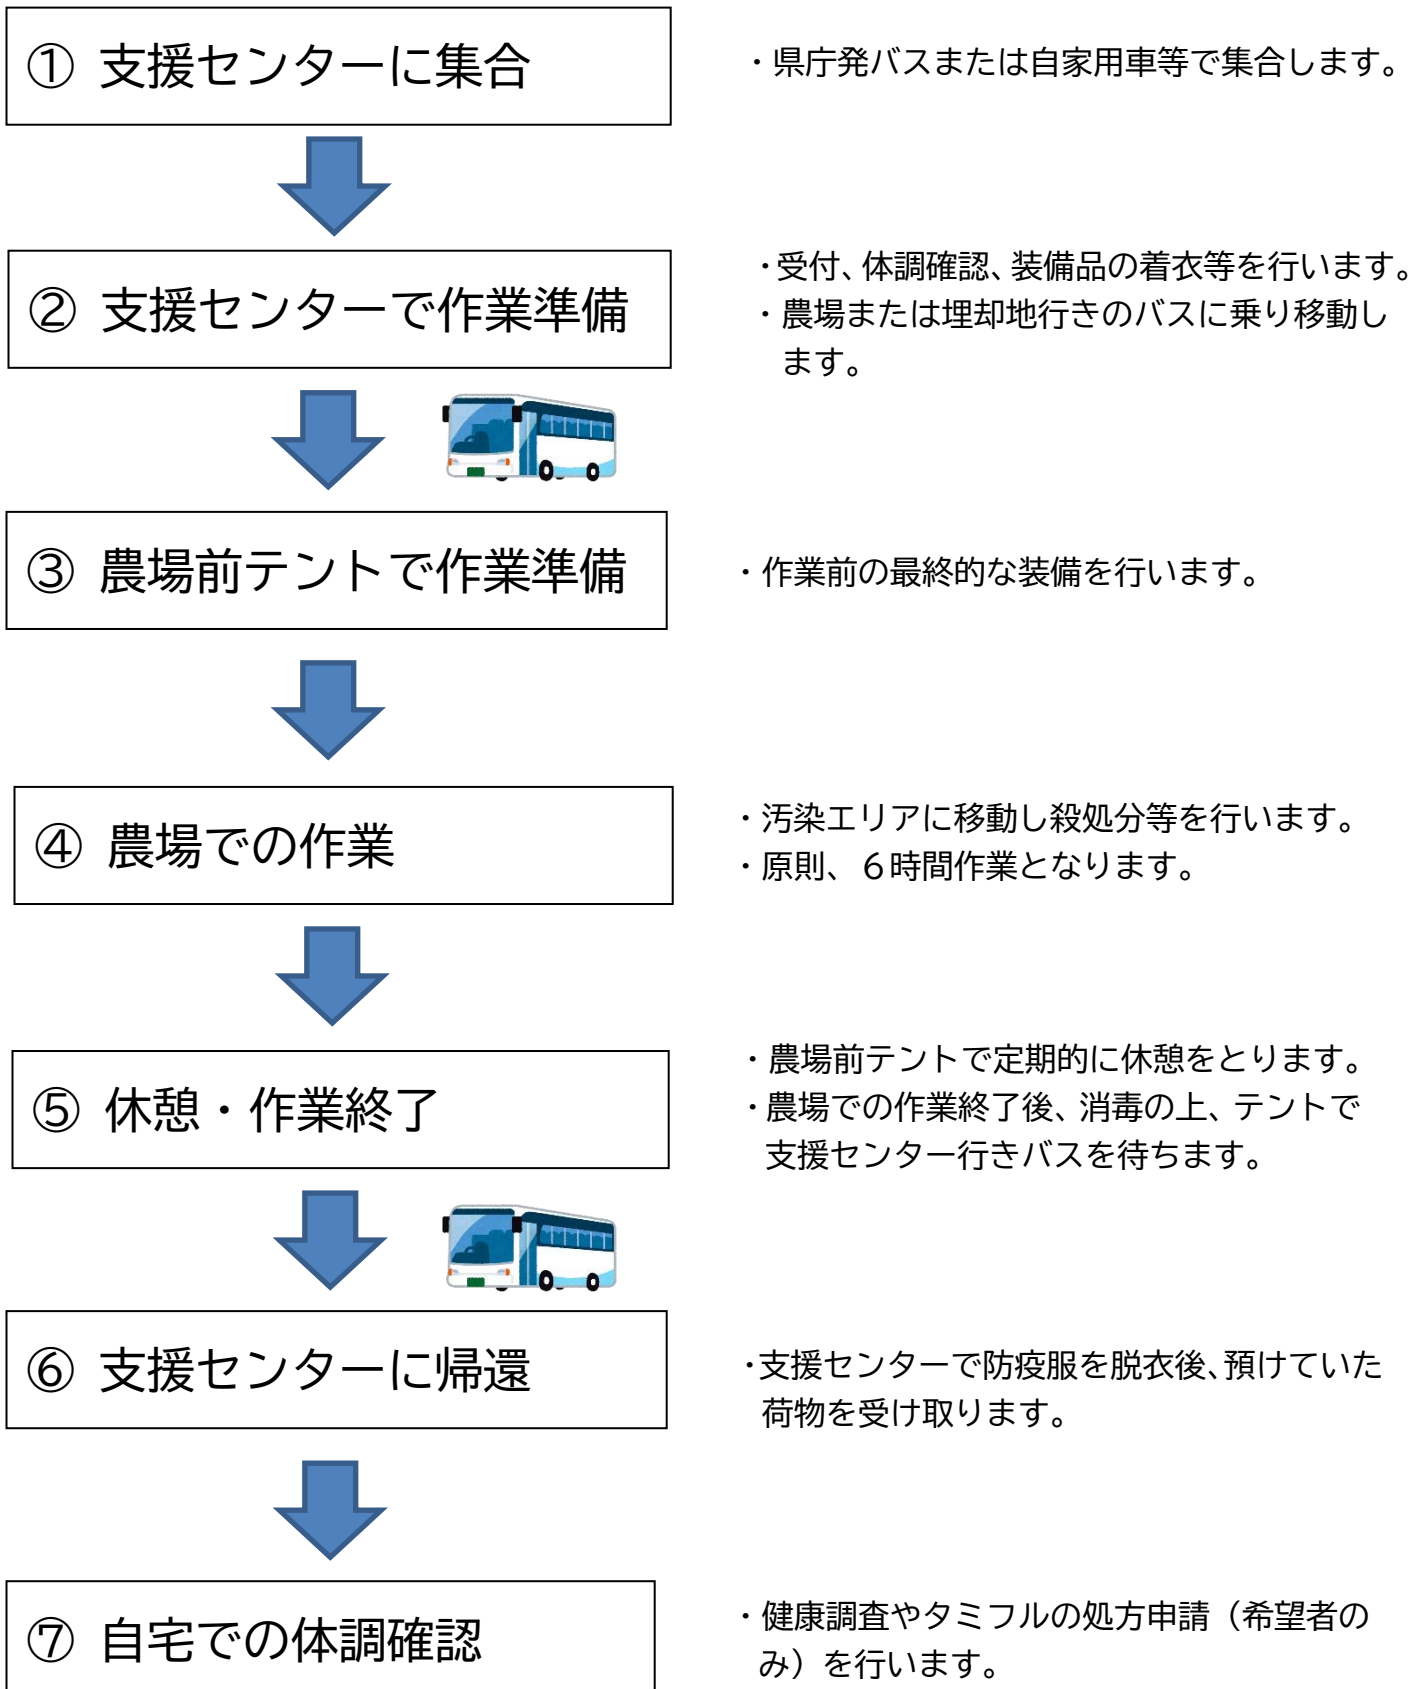 ① 支援センターに集合
・県庁発バスまたは自家用車等で集合します。
② 支援センターで作業準備
・受付、体調確認、装備品の着衣等を行います。
・農場または埋却地行きのバスに乗り移動し
ます。
③ 農場前テントで作業準備
・作業前の最終的な装備を行います。
④ 農場での作業
・汚染エリアに移動し殺処分等を行います。
・原則、６時間作業となります。
⑤ 休憩・作業終了
・農場前テントで定期的に休憩をとります。
・農場での作業終了後、消毒の上、テントで
支援センター行きバスを待ちます。
⑥ 支援センターに帰還
・支援センターで防疫服を脱衣後、預けていた
荷物を受け取ります。
⑦ 自宅での体調確認
・健康調査やタミフルの処方申請（希望者の
み）を行います。